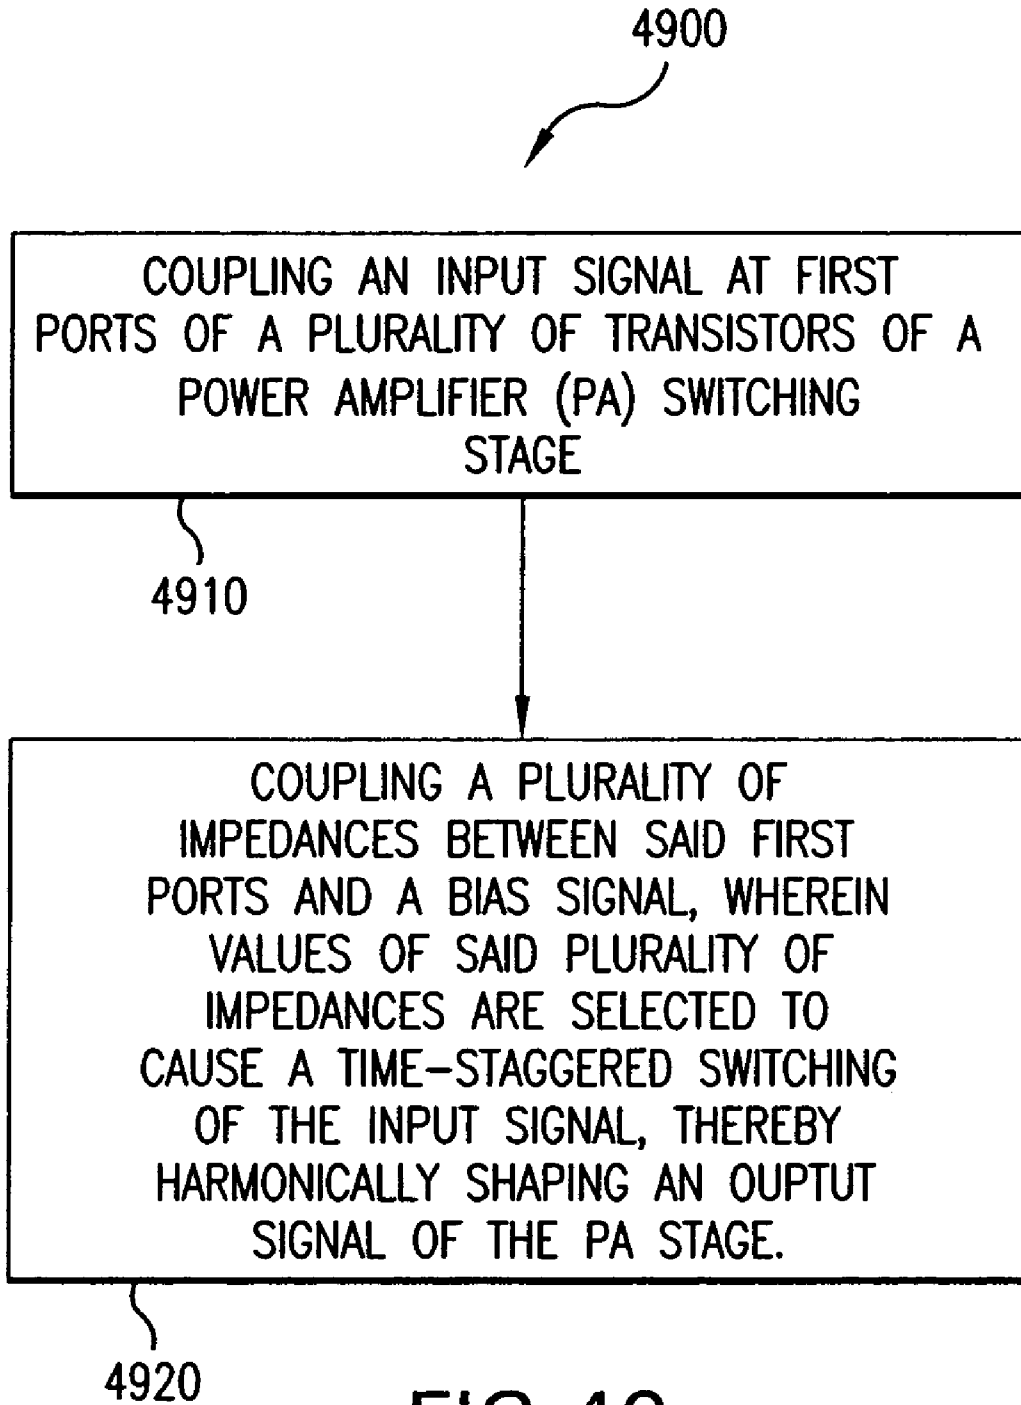 4900
COUPLING AN INPUT SIGNAL AT FIRST
PORTS OF A PLURALITY OF TRANSISTORS OF A
POWER AMPLIFIER (PA) SWITCHING
STAGE
4910
COUPLING A PLURALITY OF
IMPEDANCES BETWEEN SAID FIRST
PORTS AND A BIAS SIGNAL, WHEREIN
VALUES OF SAID PLURALITY OF
IMPEDANCES ARE SELECTED TO
CAUSE A TIME-STAGGERED SWITCHING
OF THE INPUT SIGNAL, THEREBY
HARMONICALLY SHAPING AN OUPTUT
SIGNAL OF THE PA STAGE.
4920